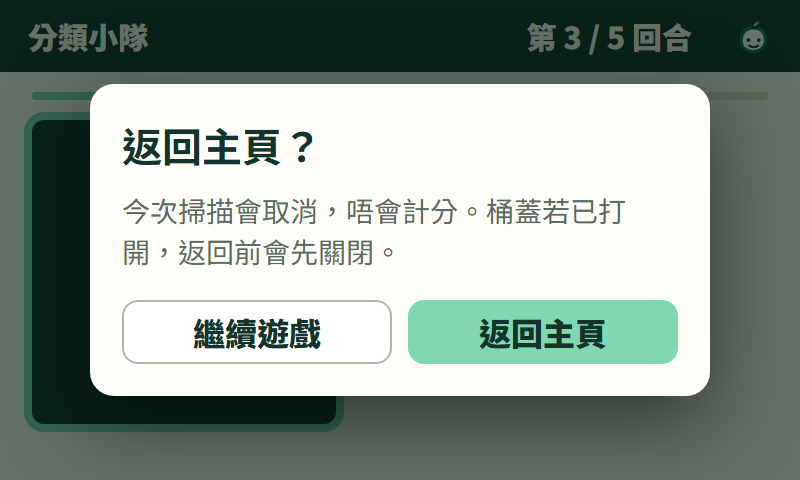 分類小隊
第 3 / 5 回合
返回主頁？
今次掃描會取消，唔會計分。桶蓋若已打
開，返回前會先關閉。
繼續遊戲
返回主頁